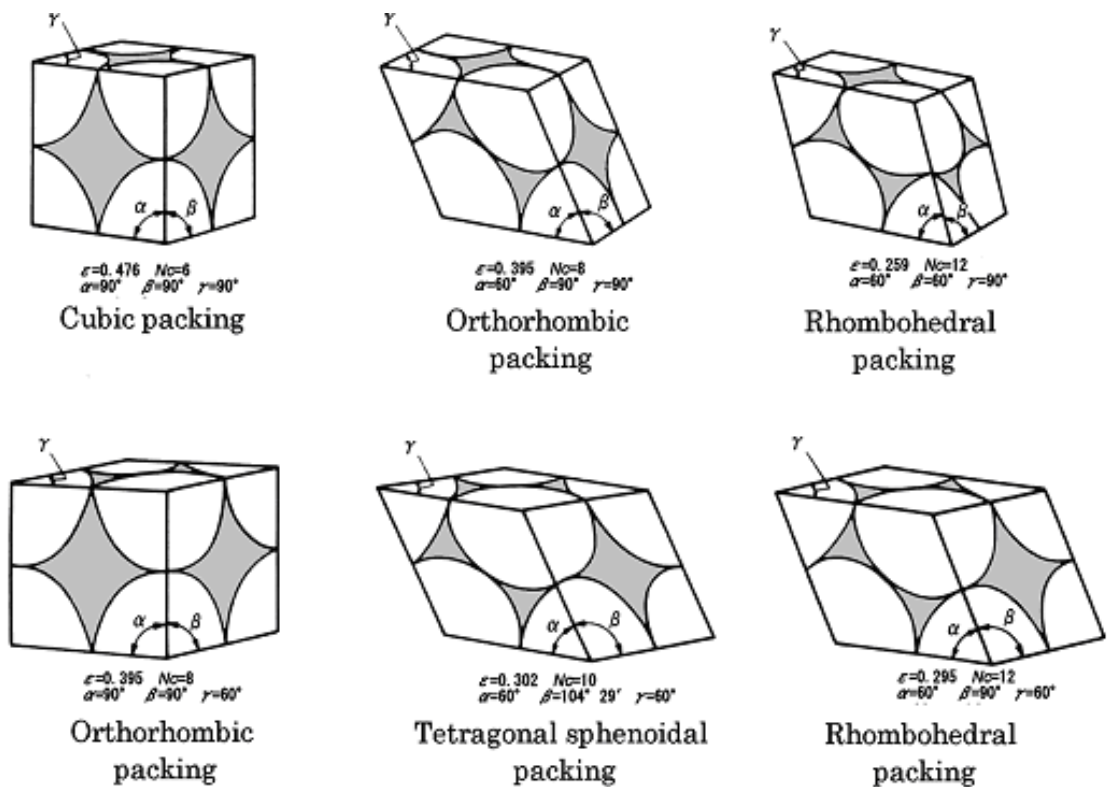 γ
α
β
ε=0.476 Nc=6
α=90° β=90° γ=90°
Cubic packing
γ
α
β
ε=0.395 Nc=8
α=60° β=90° γ=90°
Orthorhombic
packing
γ
α
β
ε=0.259 Nc=12
α=60° β=60° γ=90°
Rhombohedral
packing
γ
α
β
ε=0.395 Nc=8
α=90° β=90° γ=60°
Orthorhombic
packing
γ
α
β
ε=0.302 Nc=10
α=60° β=104° 29′ γ=60°
Tetragonal sphenoidal
packing
γ
α
β
ε=0.295 Nc=12
α=60° β=90° γ=60°
Rhombohedral
packing